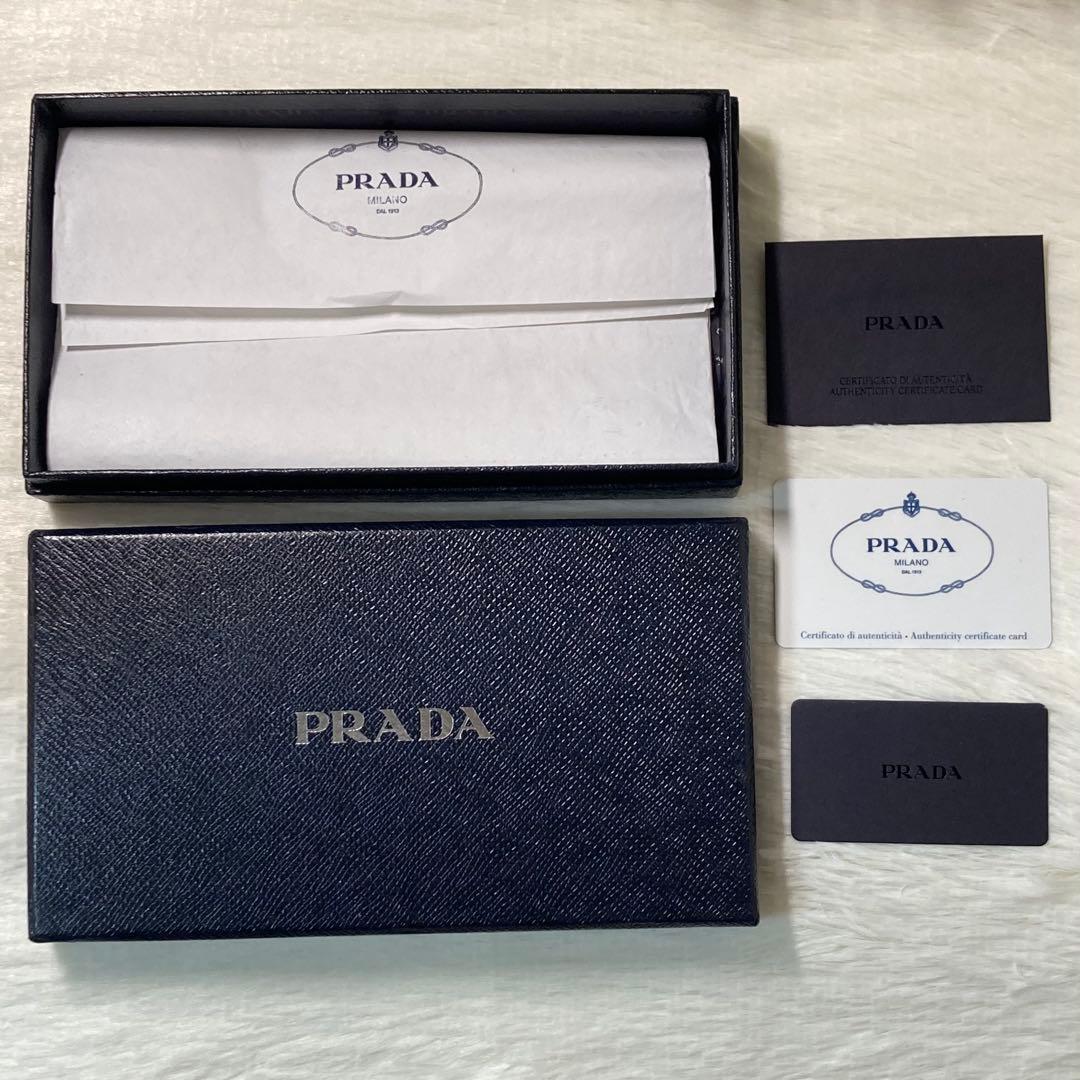 PRADA
MILANO
DAL 1913
PRADA
CERTIFICATO DI AUTENTICITÀ
AUTHENTICITY CERTIFICATE CARD
PRADA
MILANO
DAL 1913
Certificato di autenticità • Authenticity certificate card
PRADA
PRADA